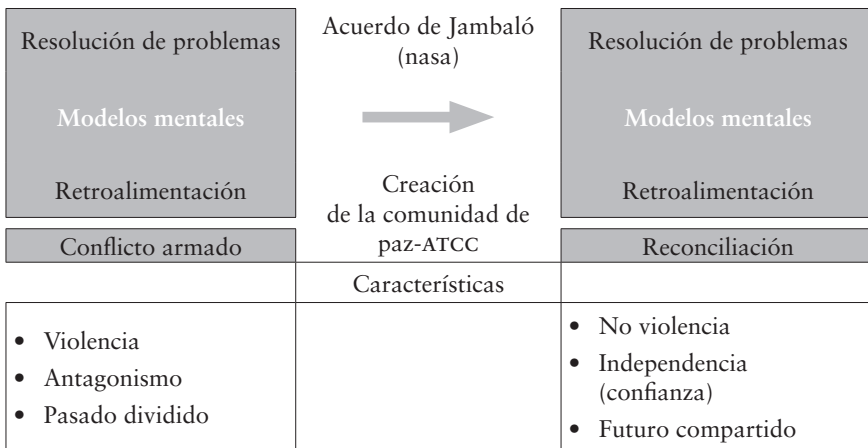 Resolución de problemas
Modelos mentales
Retroalimentación
Conflicto armado
Acuerdo de Jambaló
(nasa)
Creación
de la comunidad de
paz-ATCC
Resolución de problemas
Modelos mentales
Retroalimentación
Reconciliación
Características
• Violencia
• Antagonismo
• Pasado dividido
• No violencia
• Independencia
(confianza)
• Futuro compartido